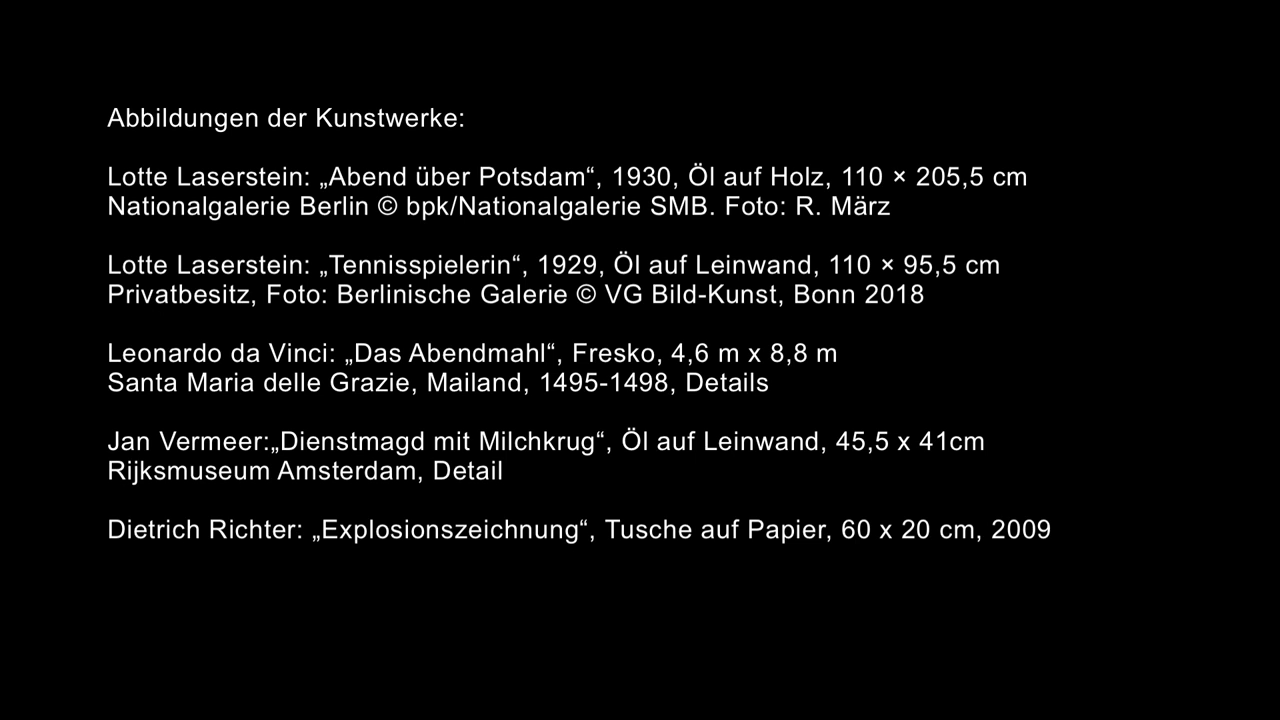 Abbildungen der Kunstwerke:
Lotte Laserstein: „Abend über Potsdam“, 1930, Öl auf Holz, 110 × 205,5 cm
Nationalgalerie Berlin © bpk/Nationalgalerie SMB. Foto: R. März
Lotte Laserstein: „Tennisspielerin“, 1929, Öl auf Leinwand, 110 × 95,5 cm
Privatbesitz, Foto: Berlinische Galerie © VG Bild-Kunst, Bonn 2018
Leonardo da Vinci: „Das Abendmahl“, Fresko, 4,6 m x 8,8 m
Santa Maria delle Grazie, Mailand, 1495-1498, Details
Jan Vermeer:„Dienstmagd mit Milchkrug“, Öl auf Leinwand, 45,5 x 41cm
Rijksmuseum Amsterdam, Detail
Dietrich Richter: „Explosionszeichnung“, Tusche auf Papier, 60 x 20 cm, 2009